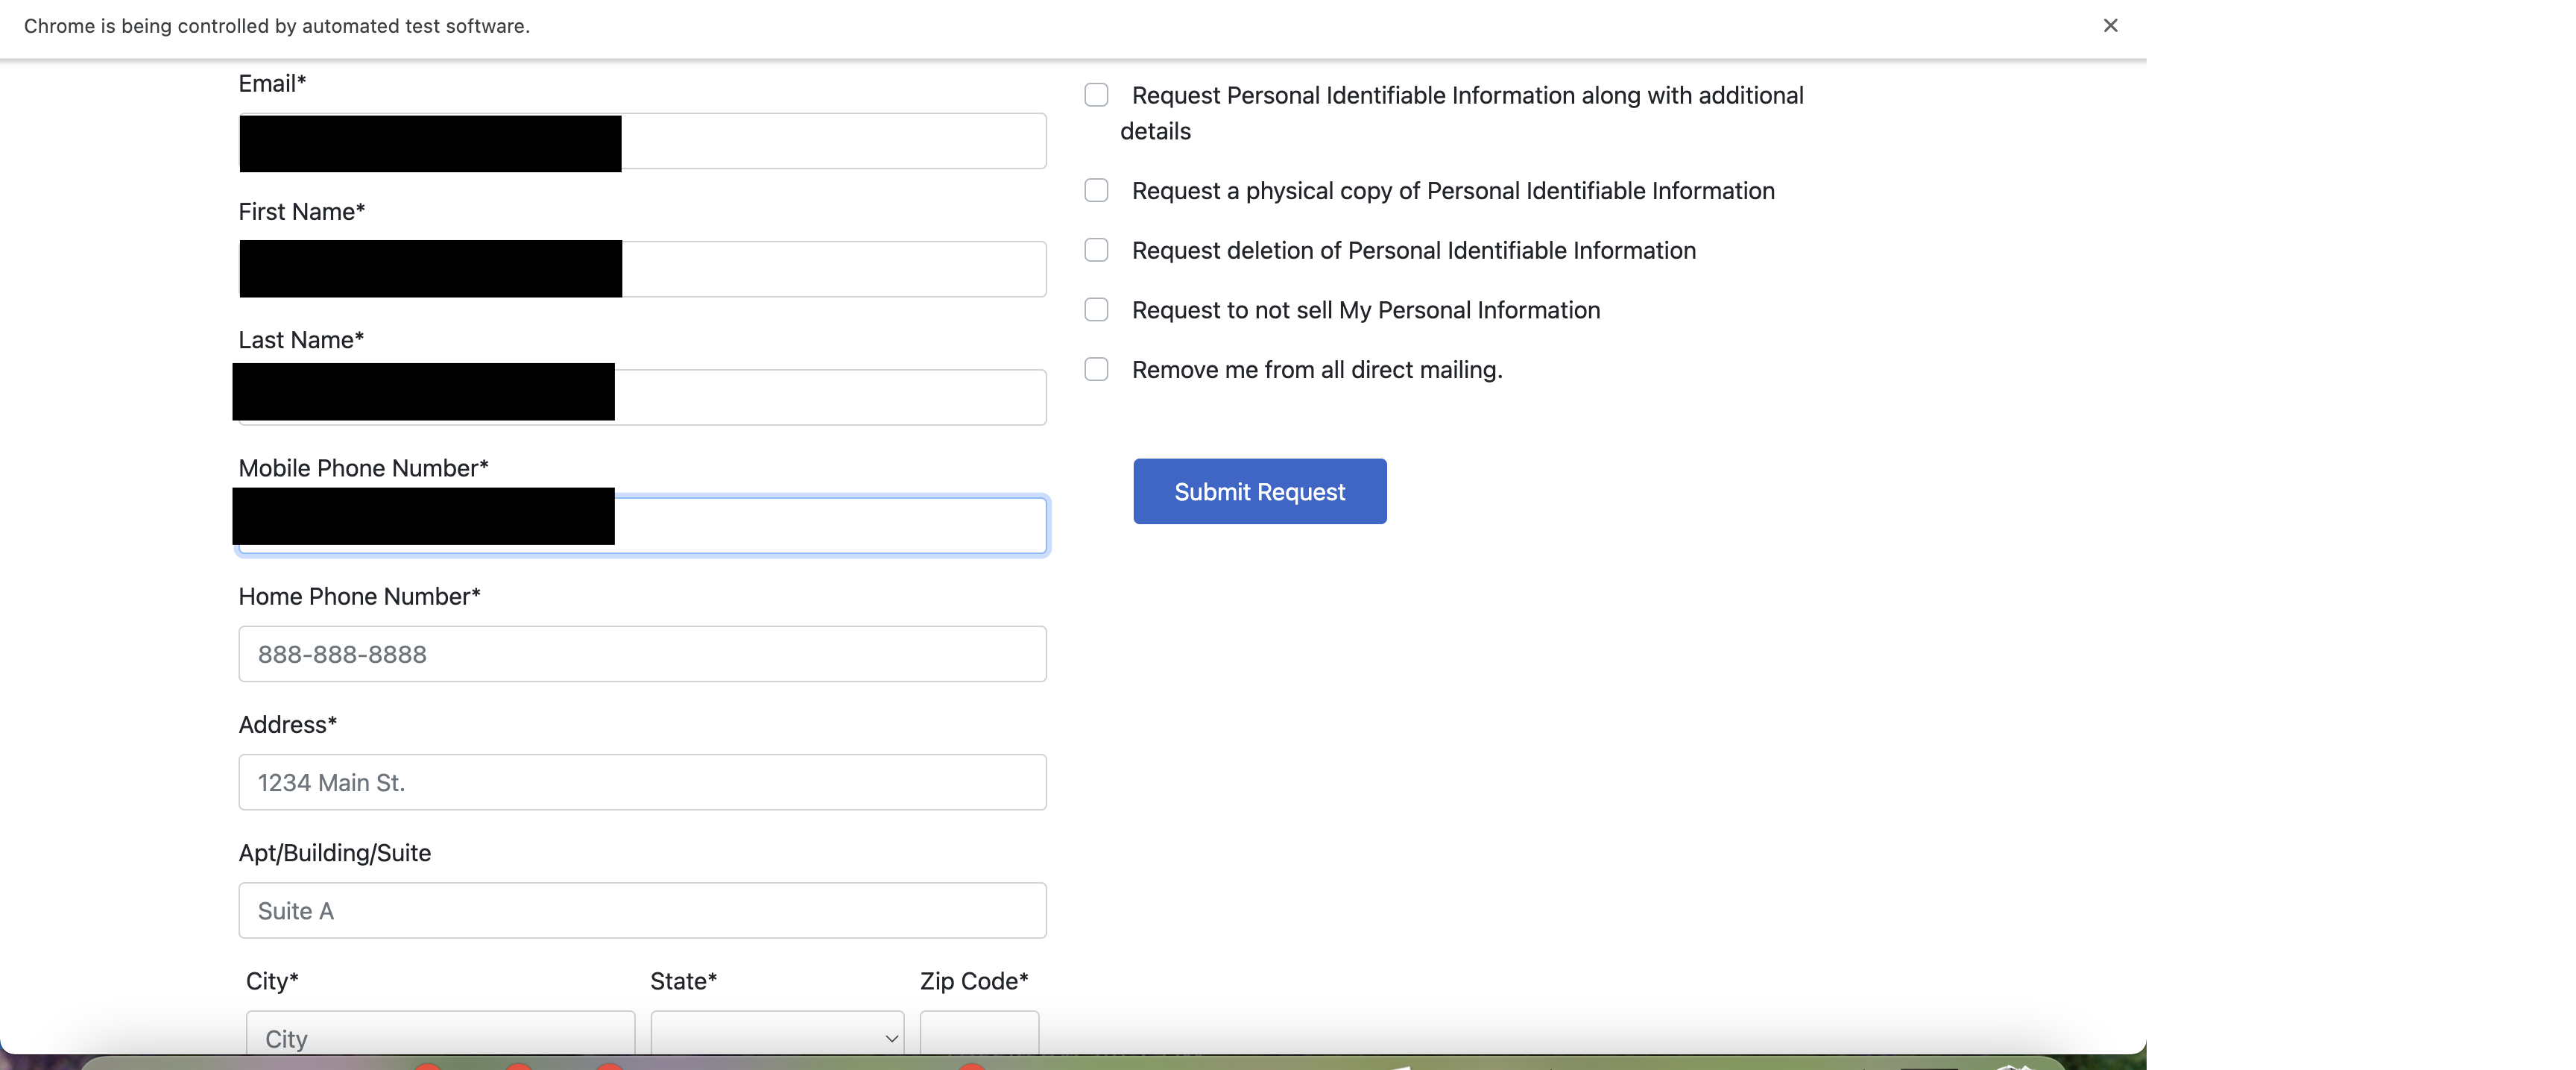 Chrome is being controlled by automated test software.
Email*
First Name*
Last Name*
Mobile Phone Number*
Home Phone Number*
888-888-8888
Address*
1234 Main St.
Apt/Building/Suite
Suite A
City* State* Zip Code*
City
Request Personal Identifiable Information along with additional
details
Request a physical copy of Personal Identifiable Information
Request deletion of Personal Identifiable Information
Request to not sell My Personal Information
Remove me from all direct mailing.
Submit Request